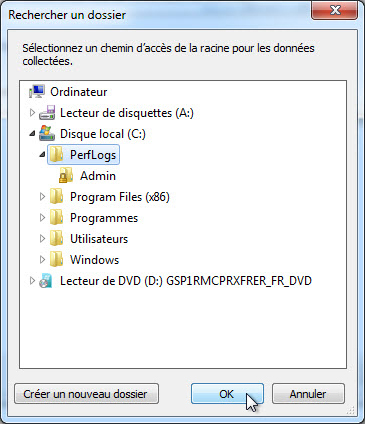 Rechercher un dossier
Sélectionnez un chemin d'accès de la racine pour les données
collectées.
Ordinateur
Lecteur de disquettes (A:)
Disque local (C:)
PerfLogs
Admin
Program Files (x86)
Programmes
Utilisateurs
Windows
Lecteur de DVD (D:) GSP1RMCPRXFRER_FR_DVD
Créer un nouveau dossier
OK
Annuler